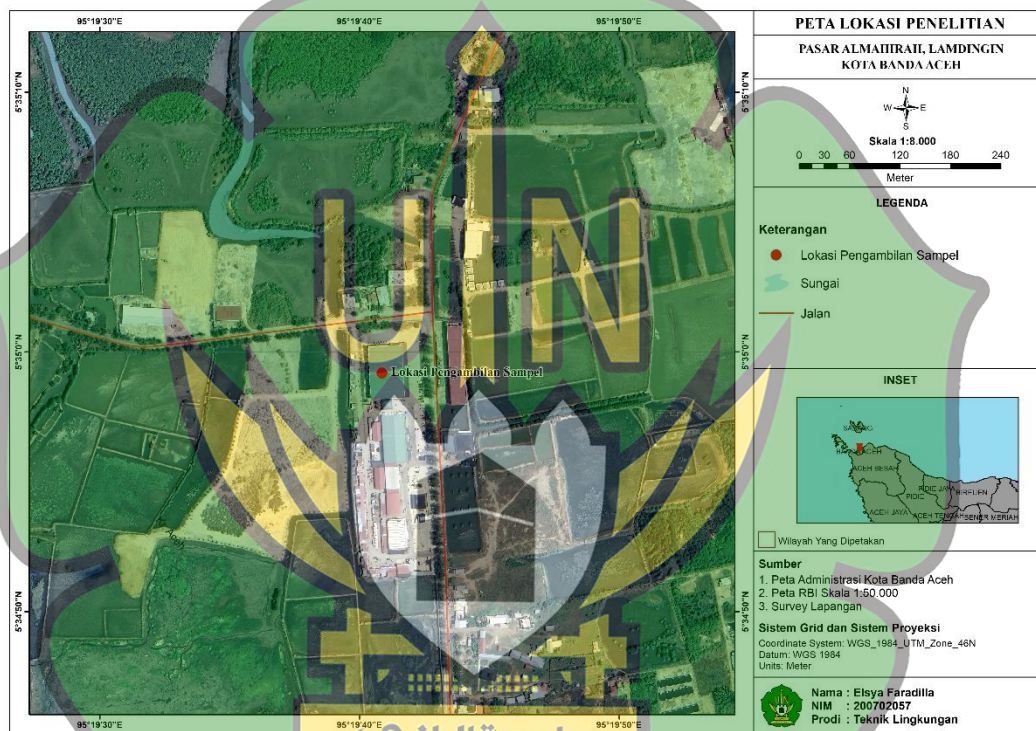 PETA LOKASI PENELITIAN
PASAR ALMAHIRAH, LAMDINGIN
KOTA BANDA ACEH
N
W E
S
Skala 1:8.000
0 30 60 120 180 240
Meter
LEGENDA
Keterangan
Lokasi Pengambilan Sampel
Sungai
Jalan
INSET
ACEH BESAR
PIDIE JAYA
BIREUEN
PIDIE
ACEH JAYA
ACEH TENGAH
BENER MERIAH
Wilayah Yang Dipetakan
Sumber
1. Peta Administrasi Kota Banda Aceh
2. Peta RBI Skala 1:50.000
3. Survey Lapangan
Sistem Grid dan Sistem Proyeksi
Coordinate System: WGS_1984_UTM_Zone_46N
Datum: WGS 1984
Units: Meter
Nama : Elsya Faradilla
NIM : 200702057
Prodi : Teknik Lingkungan
95°19'30"E 95°19'40"E 95°19'50"E
5°35'10"N 5°35'10"N
UIN
5°35'0"N 5°35'0"N
Lokasi Pengambilan Sampel
5°34'50"N 5°34'50"N
95°19'30"E 95°19'40"E 95°19'50"E